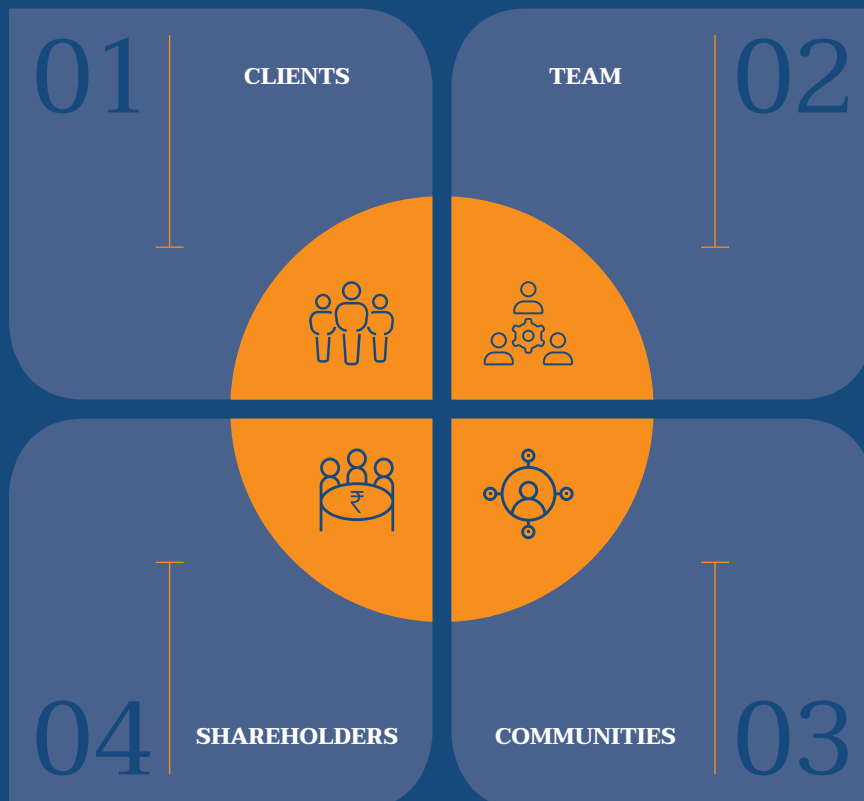 01
CLIENTS
TEAM
02
₹
04
SHAREHOLDERS
COMMUNITIES
03